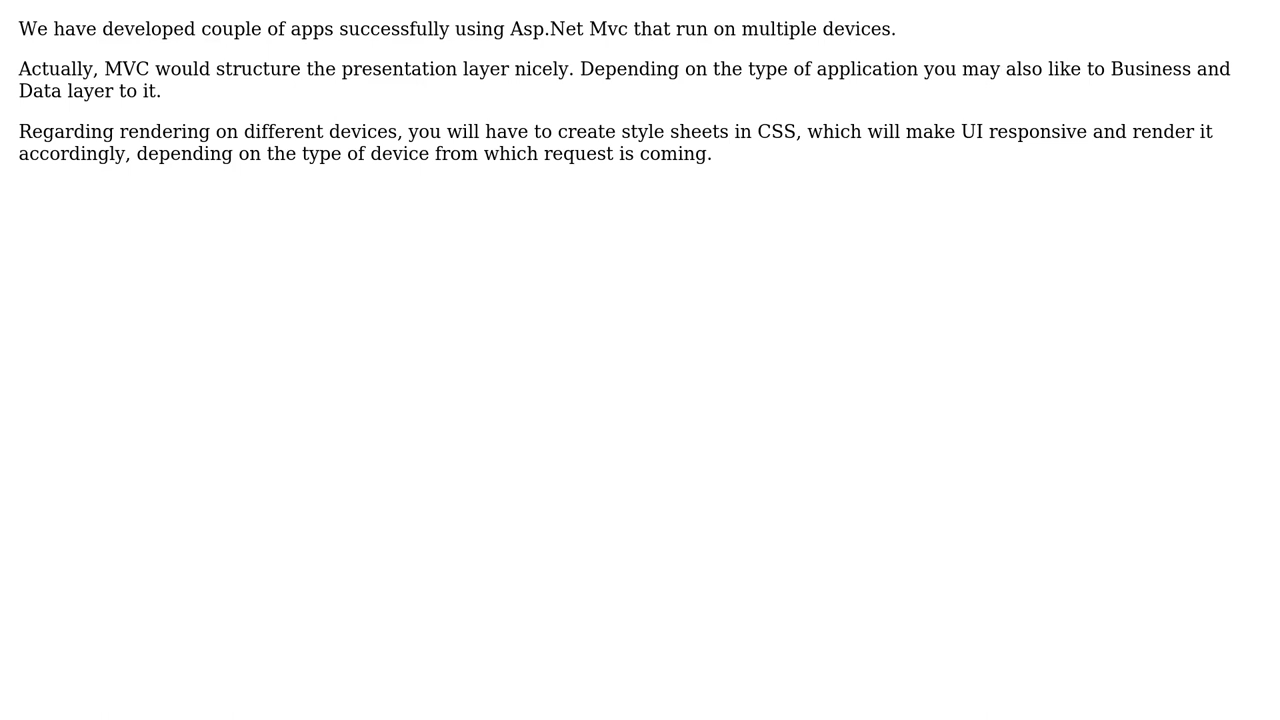 We have developed couple of apps successfully using Asp.Net Mvc that run on multiple devices.
Actually, MVC would structure the presentation layer nicely. Depending on the type of application you may also like to Business and
Data layer to it.
Regarding rendering on different devices, you will have to create style sheets in CSS, which will make UI responsive and render it
accordingly, depending on the type of device from which request is coming.